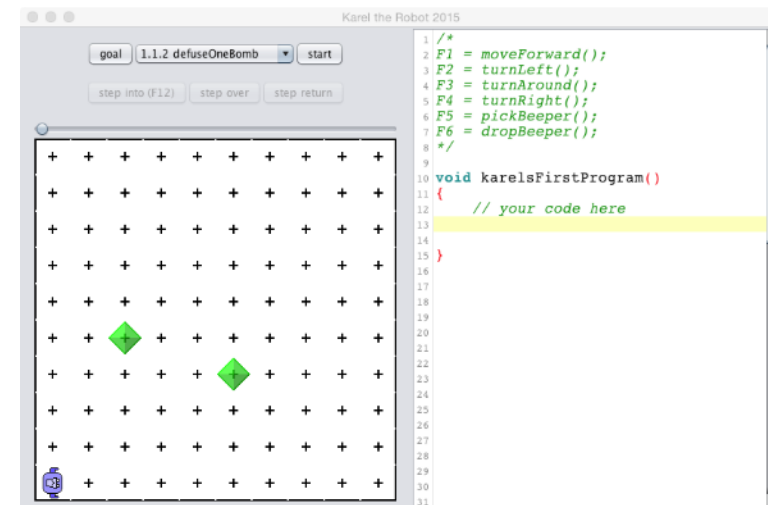 Karel the Robot 2015
goal 1.1.2 defuseOneBomb start
step into (F12) step over step return
1 /*
2 F1 = moveForward();
3 F2 = turnLeft();
4 F3 = turnAround();
5 F4 = turnRight();
6 F5 = pickBeeper();
7 F6 = dropBeeper();
8 */
9
10 void karelsFirstProgram()
11 {
12 // your code here
13
14
15 }
16
17
18
19
20
21
22
23
24
25
26
27
28
29
30
31